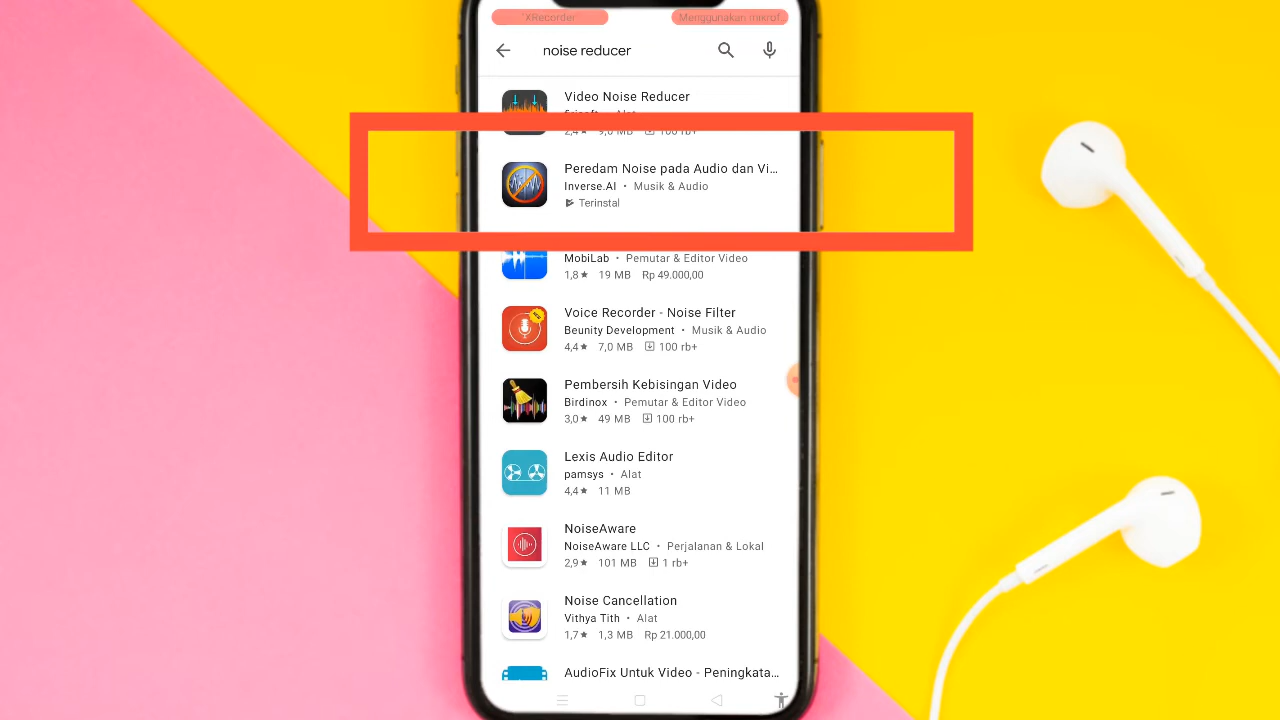 XRecorder
Menggunakan mikrof..
noise reducer
Video Noise Reducer
2,4★ 9,0 MB 100 rb+
Peredam Noise pada Audio dan Vi...
Inverse.AI • Musik & Audio
Terinstal
MobiLab • Pemutar & Editor Video
1,8★ 19 MB Rp 49.000,00
Voice Recorder - Noise Filter
NEW
Beunity Development • Musik & Audio
4,4★ 7,0 MB 100 rb+
Pembersih Kebisingan Video
Birdinox • Pemutar & Editor Video
3,0★ 49 MB 100 rb+
Lexis Audio Editor
pamsys • Alat
4,4★ 11 MB
NoiseAware
NoiseAware LLC • Perjalanan & Lokal
2,9★ 101 MB 1 rb+
Noise Cancellation
Vithya Tith • Alat
1,7★ 1,3 MB Rp 21.000,00
AudioFix Untuk Video - Peningkata...